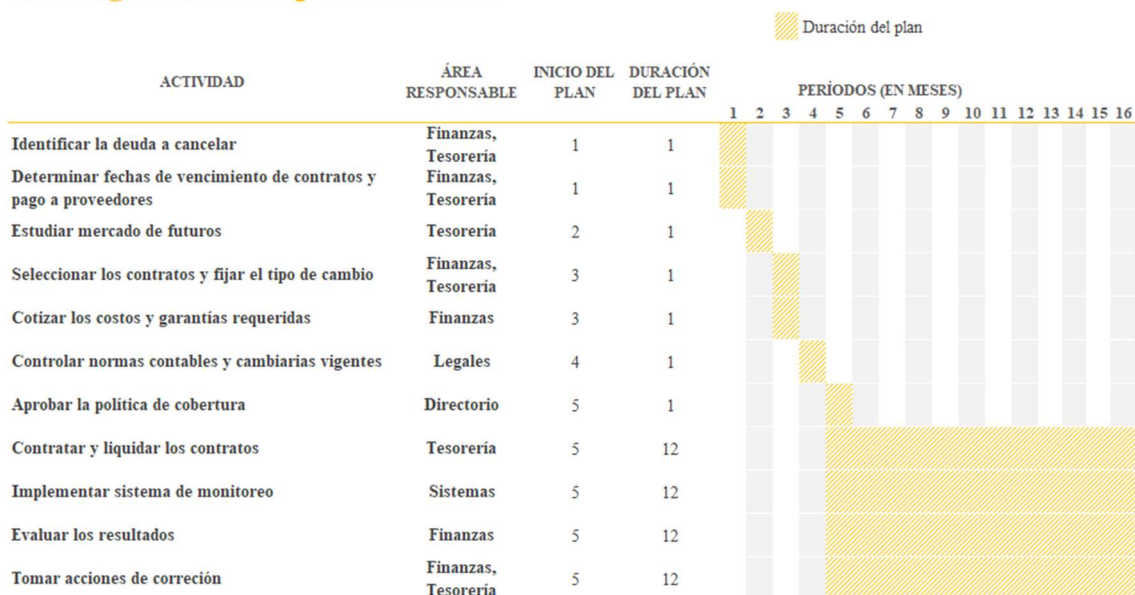 Duración del plan
ACTIVIDAD
ÁREA
RESPONSABLE
INICIO DEL
PLAN
DURACIÓN
DEL PLAN
PERÍODOS (EN MESES)
1 2 3 4 5 6 7 8 9 10 11 12 13 14 15 16
Identificar la deuda a cancelar
Finanzas,
Tesorería
1
1
Determinar fechas de vencimiento de contratos y
pago a proveedores
Finanzas,
Tesorería
1
1
Estudiar mercado de futuros
Tesorería
2
1
Seleccionar los contratos y fijar el tipo de cambio
Finanzas,
Tesorería
3
1
Cotizar los costos y garantías requeridas
Finanzas
3
1
Controlar normas contables y cambiarias vigentes
Legales
4
1
Aprobar la política de cobertura
Directorio
5
1
Contratar y liquidar los contratos
Tesorería
5
12
Implementar sistema de monitoreo
Sistemas
5
12
Evaluar los resultados
Finanzas
5
12
Tomar acciones de correción
Finanzas,
Tesorería
5
12